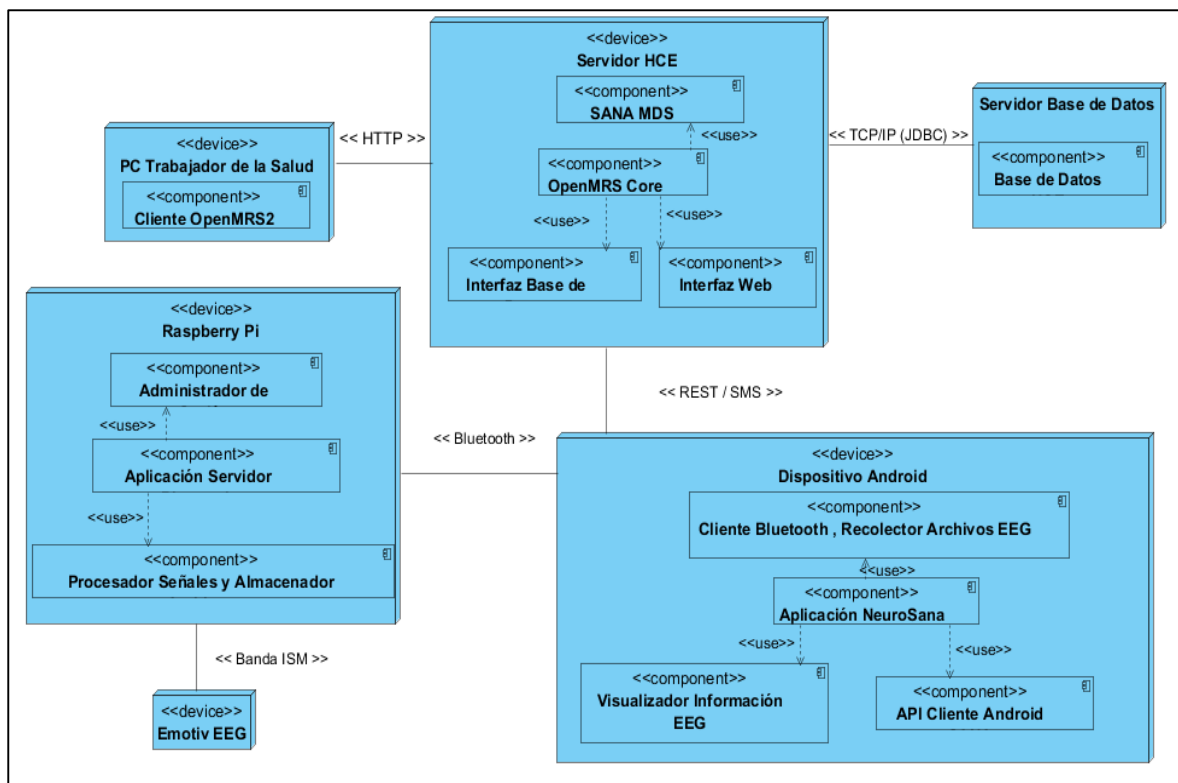 <<device>>
Servidor HCE
<<component>>
SANA MDS
<<use>>
<<component>>
OpenMRS Core
<<use>>
<<use>>
<<component>>
Interfaz Base de
<<component>>
Interfaz Web
<< HTTP >>
<<device>>
PC Trabajador de la Salud
<<component>>
Cliente OpenMRS2
<< TCP/IP (JDBC) >>
Servidor Base de Datos
<<component>>
Base de Datos
<<device>>
Raspberry Pi
<<component>>
Administrador de
<<use>>
<<component>>
Aplicación Servidor
<<use>>
<<component>>
Procesador Señales y Almacenador
<< REST / SMS >>
<< Bluetooth >>
<<device>>
Dispositivo Android
<<component>>
Cliente Bluetooth , Recolector Archivos EEG
<<use>>
<<component>>
Aplicación NeuroSana
<<use>>
<<use>>
<<component>>
Visualizador Información
EEG
<<component>>
API Cliente Android
<< Banda ISM >>
<<device>>
Emotiv EEG